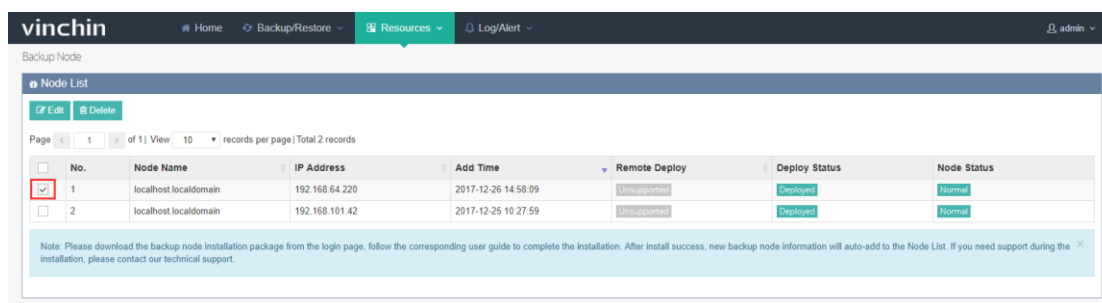 vinchin Home Backup/Restore Resources Log/Alert admin
Backup Node
Node List
Edit Delete
Page 1 of 1| View 10 records per page|Total 2 records
No. Node Name IP Address Add Time Remote Deploy Deploy Status Node Status
1 localhost.localdomain 192.168.64.220 2017-12-26 14:58:09 Unsupported Deployed Normal
2 localhost.localdomain 192.168.101.42 2017-12-25 10:27:59 Unsupported Deployed Normal
Note: Please download the backup node installation package from the login page, follow the corresponding user guide to complete the installation. After install success, new backup node information will auto-add to the Node List. If you need support during the
installation, please contact our technical support.